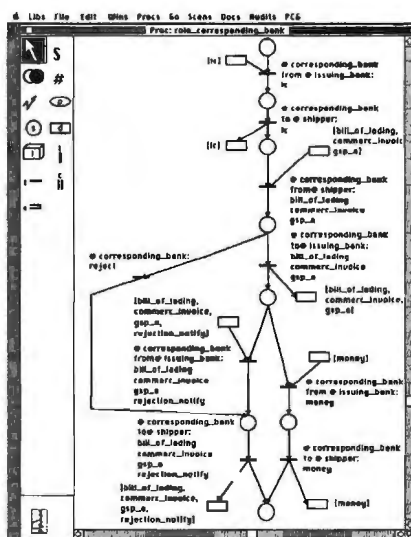 Libs File Edit Wins Procs Go Scens Docs Audits PCG
Proc: role_corresponding_bank
S
#
[lc]
@ corresponding_bank
from @ issuing_bank:
lc
@ corresponding_bank
to @ shipper:
lc
[lc]
[bill_of_lading,
commerc_invoice,
gsp_a]
@ corresponding_bank
from@ shipper:
bill_of_lading
commerc_invoice
gsp_a
@ corresponding_bank
to@ issuing_bank:
bill_of_lading
commerc_invoice
gsp_a
@ corresponding_bank:
reject
[bill_of_lading,
commerc_invoice,
gsp_a]
[bill_of_lading,
commerc_invoice,
gsp_a,
rejection_notify]
@ corresponding_bank
from@ issuing_bank:
bill_of_lading
commerc_invoice
gsp_a
rejection_notify
[money]
@ corresponding_bank
from @ issuing_bank:
money
@ corresponding_bank
to@ shipper:
bill_of_lading
commerc_invoice
gsp_a
rejection_notify
@ corresponding_bank
to @ shipper:
money
[bill_of_lading,
commerc_invoice,
gsp_a,
rejection_notify]
[money]